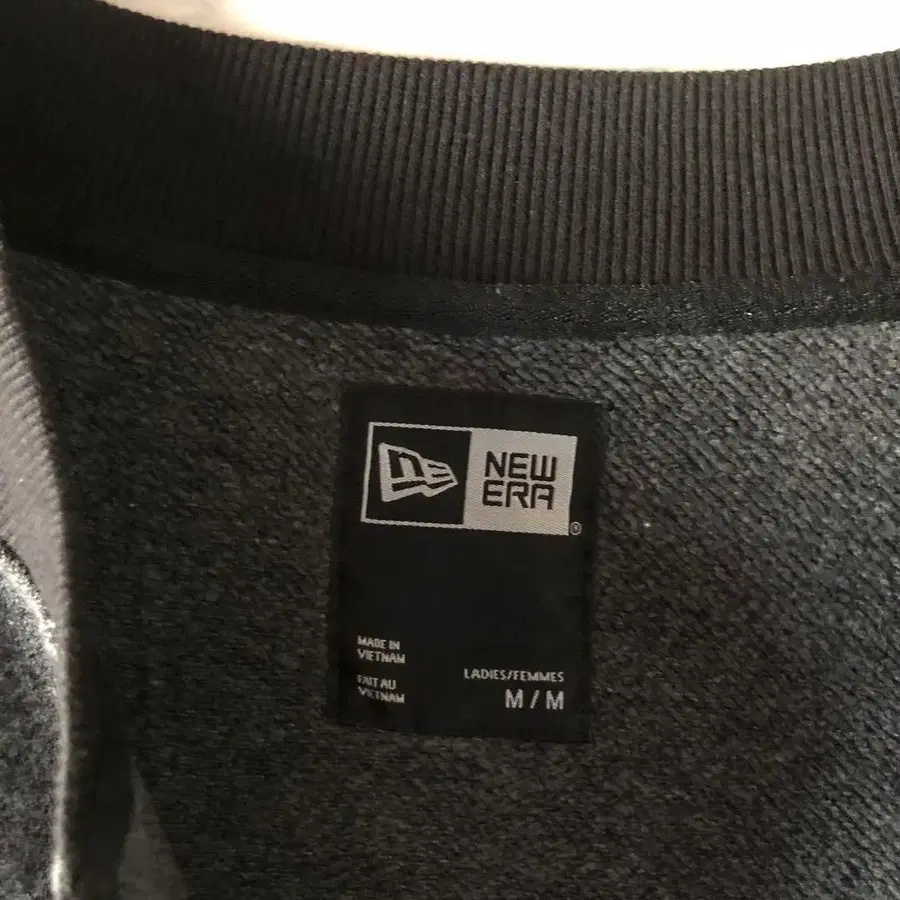 NEW
ERA
®
MADE IN
VIETNAM
FAIT AU
VIETNAM
LADIES/FEMMES
M / M